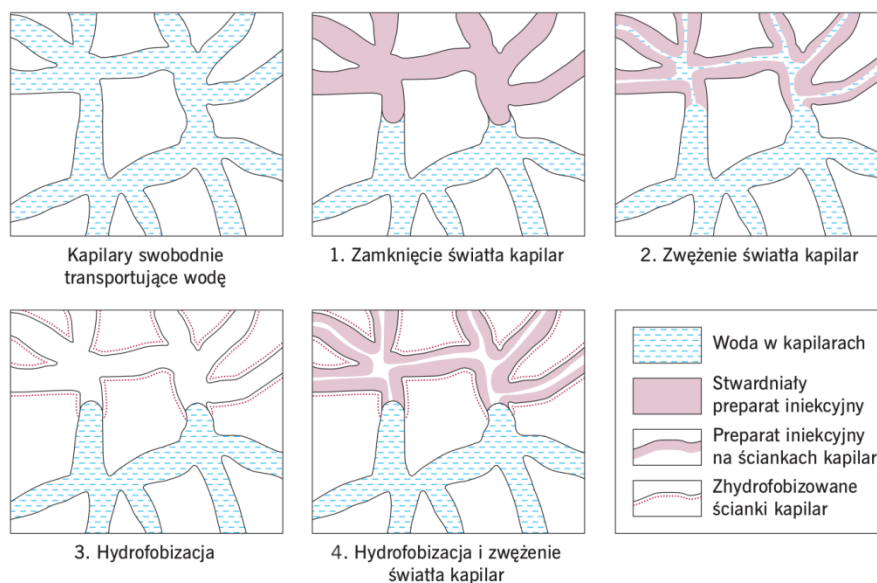 Kapilary swobodnie
transportujące wodę
1. Zamknięcie światła kapilar
2. Zwężenie światła kapilar
3. Hydrofobizacja
4. Hydrofobizacja i zwężenie
światła kapilar
Woda w kapilarach
Stwardniały
preparat iniekcyjny
Preparat iniekcyjny
na ściankach kapilar
Zhydrofobizowane
ścianki kapilar